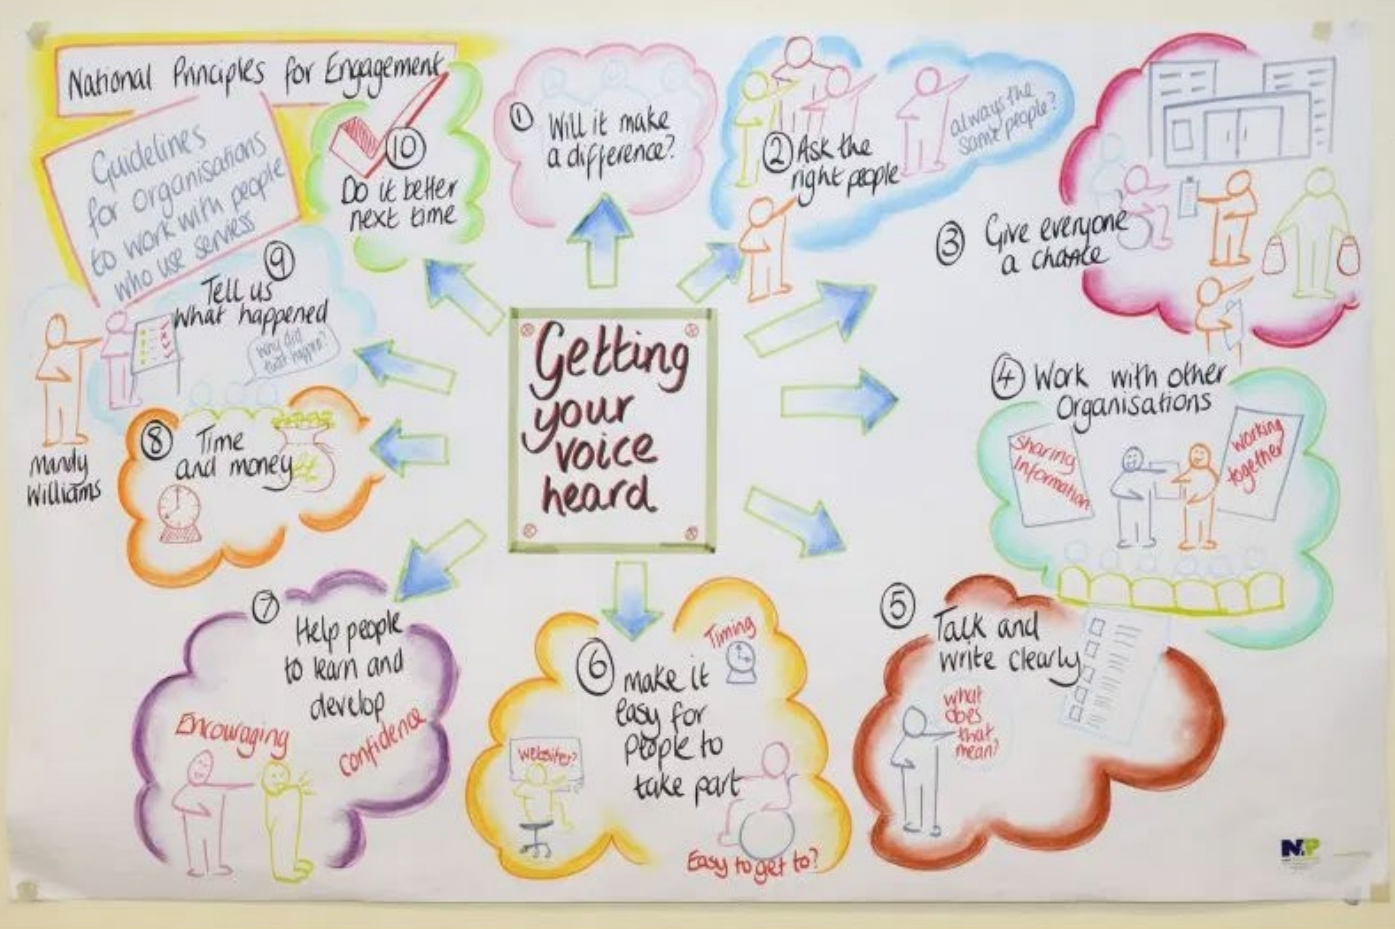 National Principles for Engagement
Guidelines
for Organisations
to work with people
who use servies
Getting
your
voice
heard
1
Will it make
a difference?
2 Ask the
right people
always the
same people?
3 Give everyone
a chance
4 Work with other
Organisations
Sharing
Information
working
together
5 Talk and
write clearly
what
does
that
mean?
6 make it
easy for
people to
take part
Timing
websites?
Easy to get to?
7 Help people
to learn and
develop
Encouraging
confidence
8 Time
and money
9
Tell us
what happened
why did
that happen?
Mandy
Williams
10
Do it better
next time